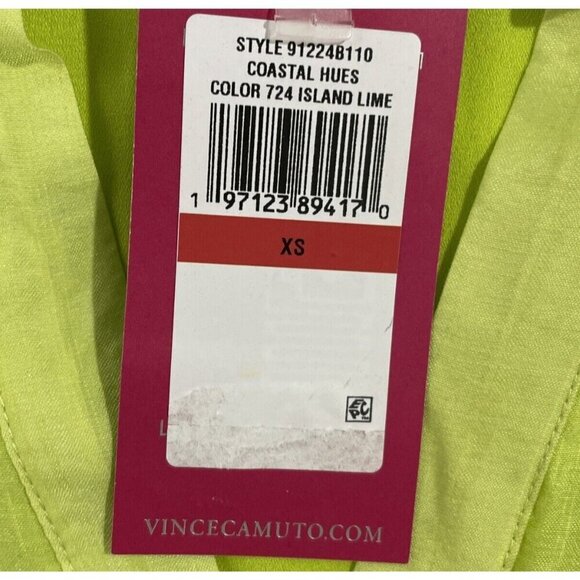 STYLE 91224B110
COASTAL HUES
COLOR 724 ISLAND LIME
1 97123 89417 0
XS
L
VINCECAMUTO.COM